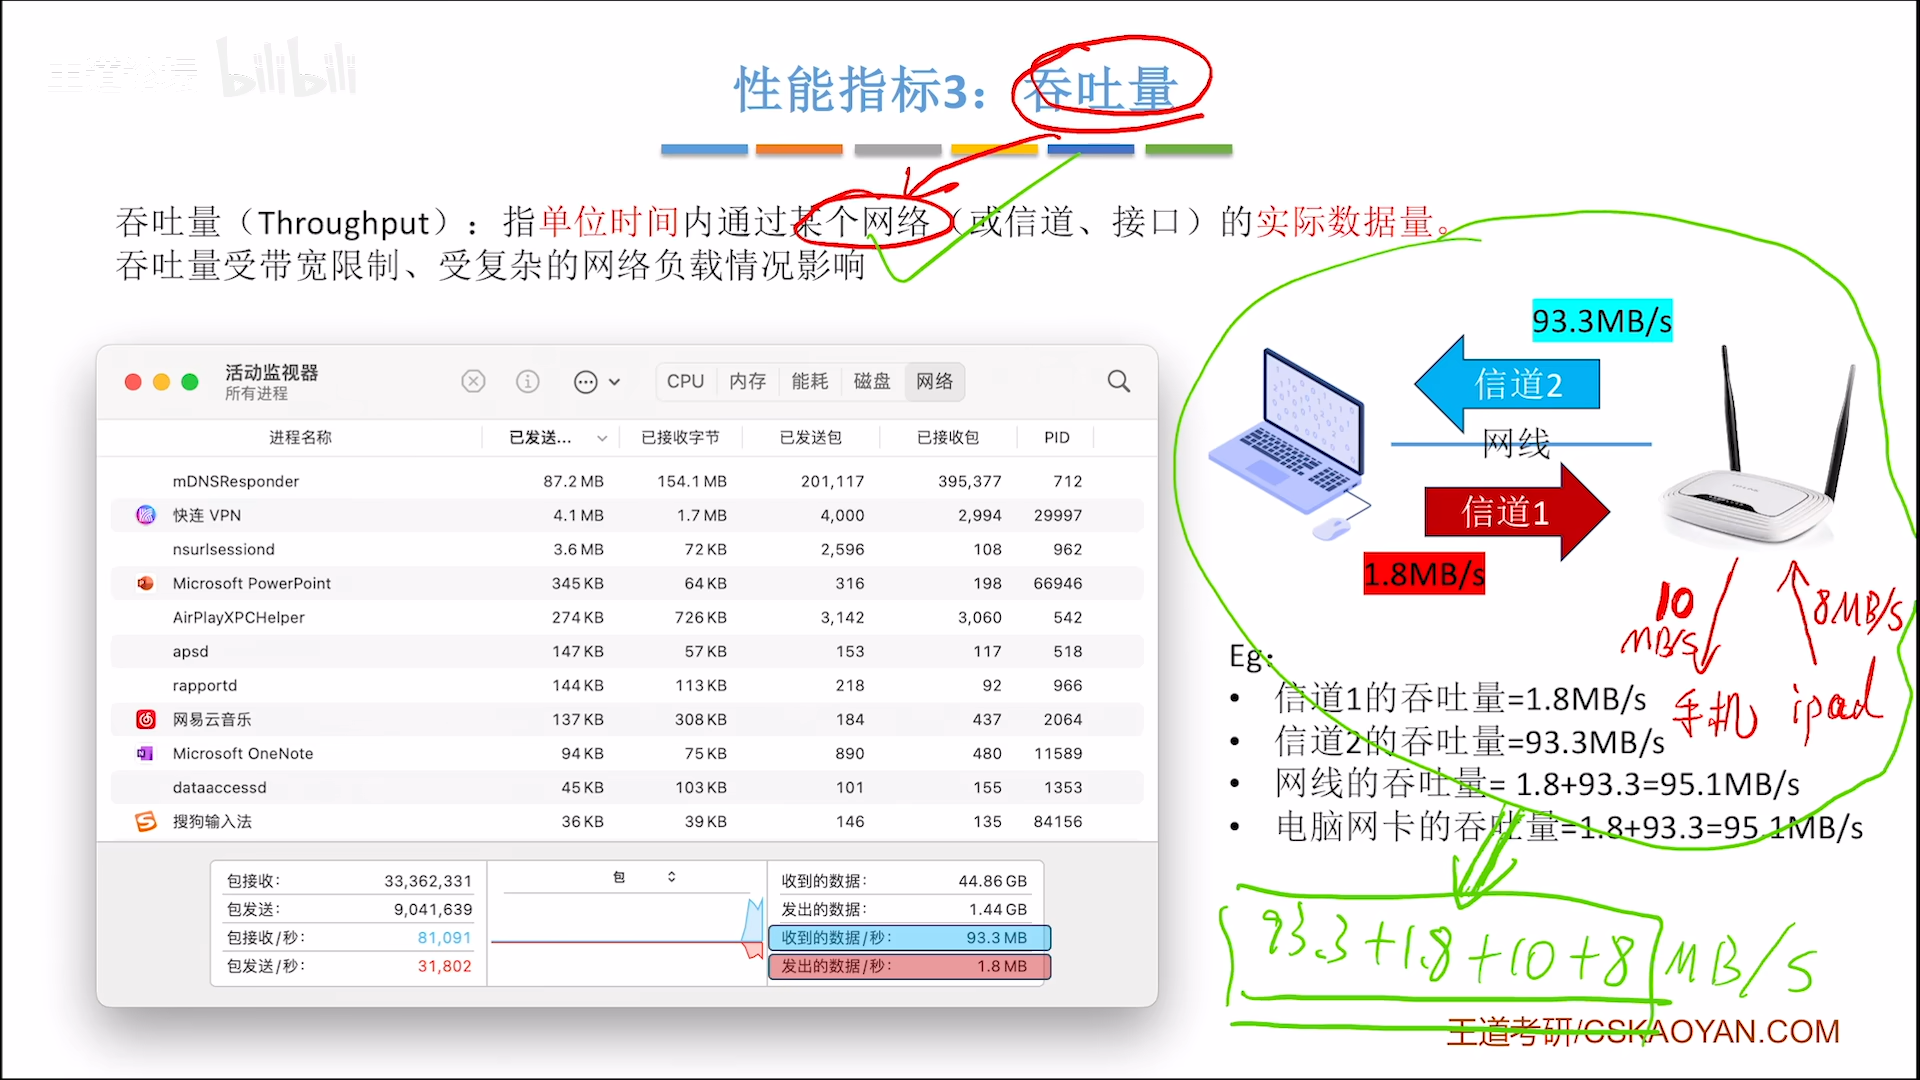 王道论坛 bilibili
性能指标3：吞吐量
吞吐量（Throughput）：指单位时间内通过某个网络（或信道、接口）的实际数据量。
吞吐量受带宽限制、受复杂的网络负载情况影响
活动监视器
所有进程
CPU 内存 能耗 磁盘 网络
进程名称 已发送... 已接收字节 已发送包 已接收包 PID
mDNSResponder 87.2 MB 154.1 MB 201,117 395,377 712
快连 VPN 4.1 MB 1.7 MB 4,000 2,994 29997
nsurlsessiond 3.6 MB 72 KB 2,596 108 962
Microsoft PowerPoint 345 KB 64 KB 316 198 66946
AirPlayXPCHelper 274 KB 726 KB 3,142 3,060 542
apsd 147 KB 57 KB 153 117 518
rapportd 144 KB 113 KB 218 92 966
网易云音乐 137 KB 308 KB 184 437 2064
Microsoft OneNote 94 KB 75 KB 890 480 11589
dataaccessd 45 KB 103 KB 101 155 1353
搜狗输入法 36 KB 39 KB 146 135 84156
包接收： 33,362,331
包发送： 9,041,639
包接收/秒： 81,091
包发送/秒： 31,802
包
收到的数据： 44.86 GB
发出的数据： 1.44 GB
收到的数据/秒： 93.3 MB
发出的数据/秒： 1.8 MB
93.3MB/s
信道2
网线
信道1
1.8MB/s
10
MB/s
8MB/s
手机 ipad
Eg：
• 信道1的吞吐量=1.8MB/s
• 信道2的吞吐量=93.3MB/s
• 网线的吞吐量= 1.8+93.3=95.1MB/s
• 电脑网卡的吞吐量=1.8+93.3=95.1MB/s
93.3+1.8+10+8 MB/s
王道考研/CSKAOYAN.COM